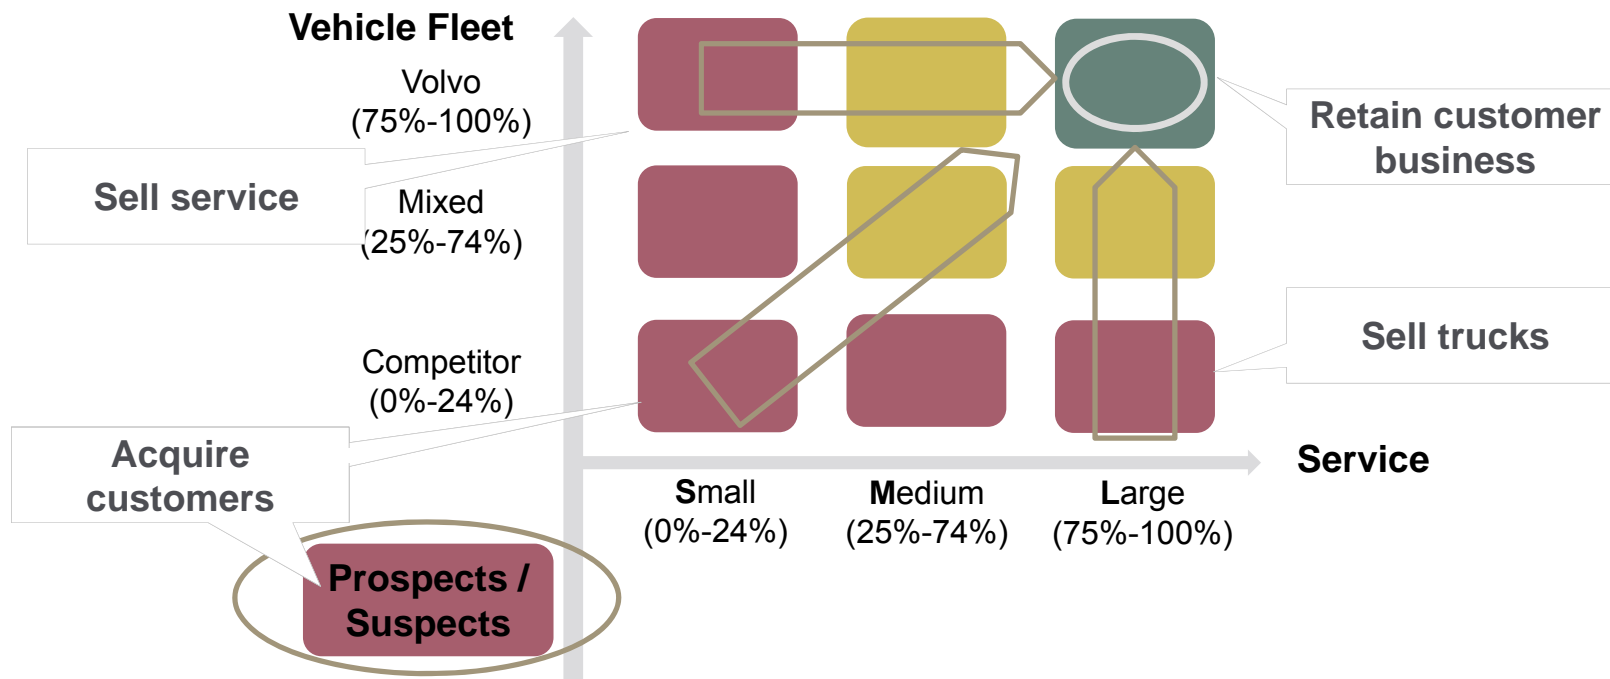 Vehicle Fleet
Volvo
(75%-100%)
Retain customer
business
Sell service
Mixed
(25%-74%)
Sell trucks
Competitor
(0%-24%)
Acquire
customers
Service
Small
(0%-24%)
Medium
(25%-74%)
Large
(75%-100%)
Prospects /
Suspects